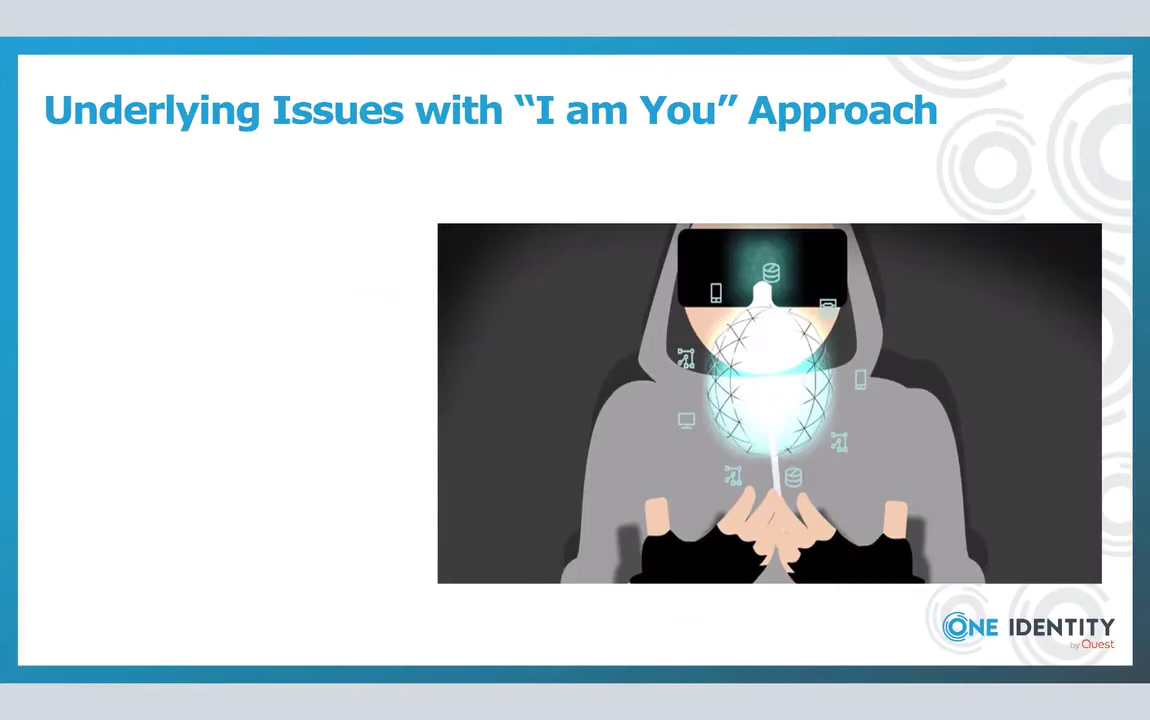 Underlying Issues with “I am You” Approach
ONE IDENTITY
by Quest